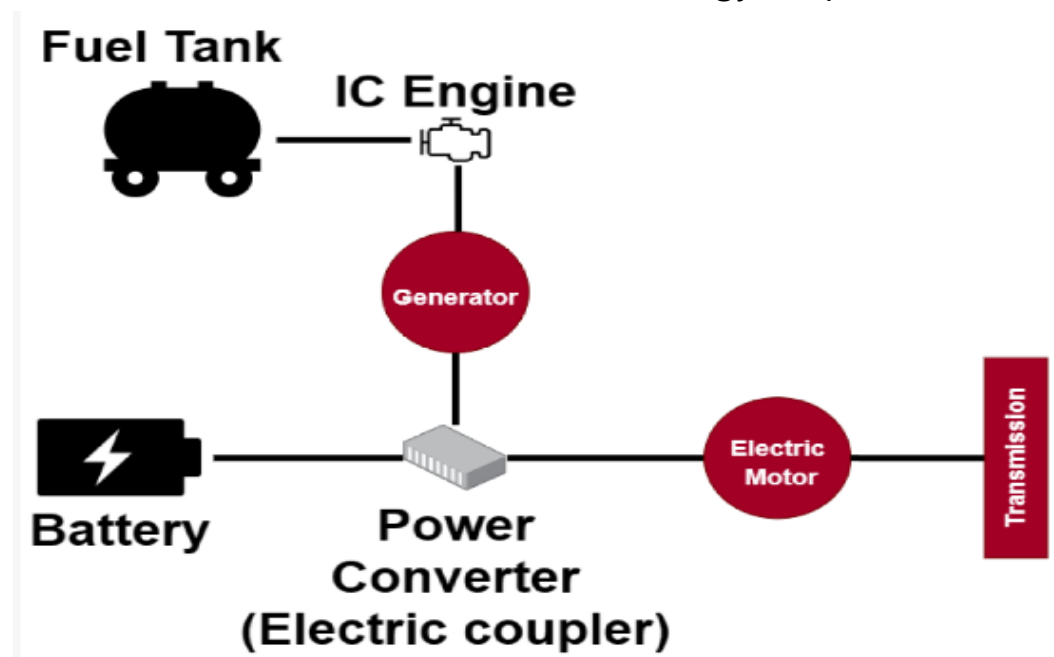 Fuel Tank
IC Engine
Generator
Electric
Motor
Transmission
Battery
Power
Converter
(Electric coupler)